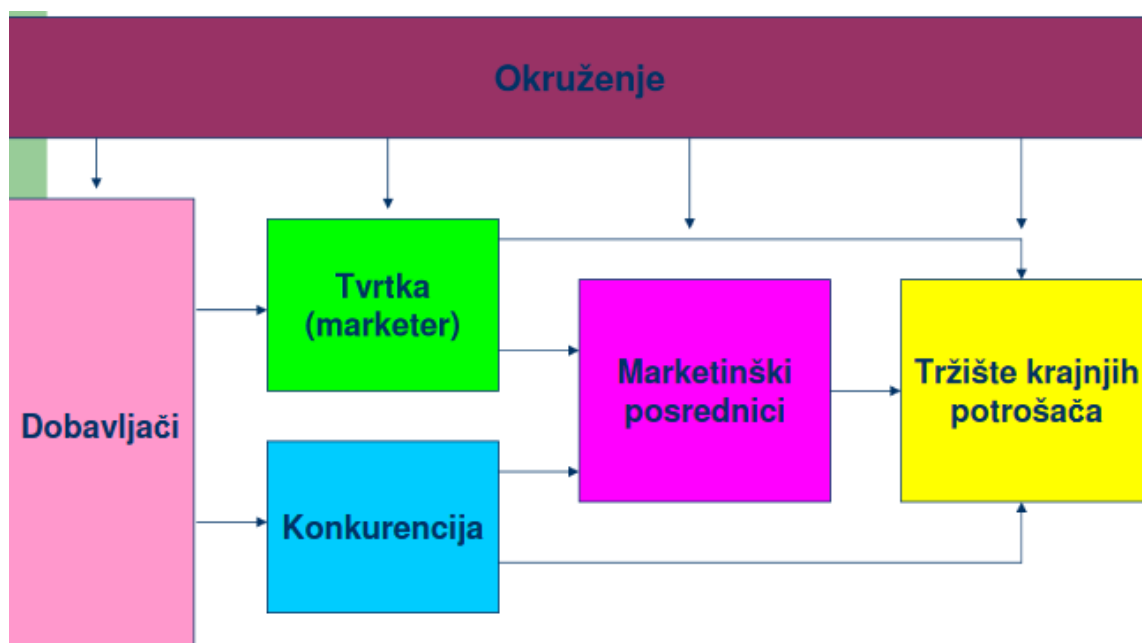 Okruženje
Tvrtka
(marketer)
Marketinški
posrednici
Tržište krajnjih
potrošača
Dobavljači
Konkurencija